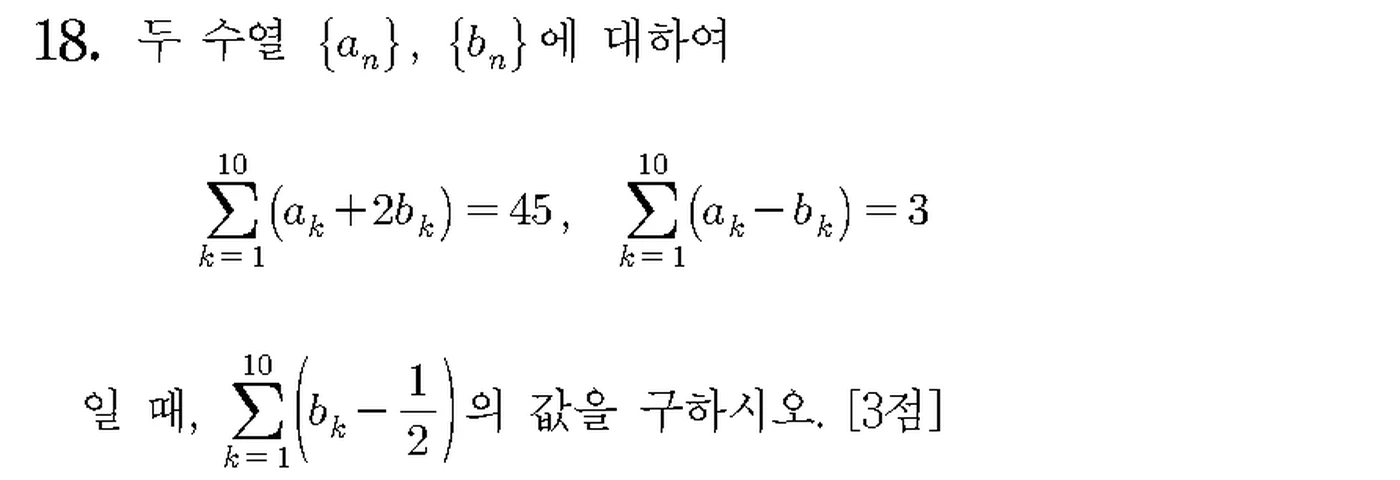 18. 두 수열 {aₙ}, {bₙ}에 대하여
∑_{k=1}^{10}(a_k+2b_k)=45, ∑_{k=1}^{10}(a_k-b_k)=3
일 때, ∑_{k=1}^{10}(b_k-\frac{1}{2})의 값을 구하시오. [3점]